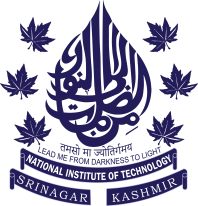 तमसो मा ज्योतिर्गमय
LEAD ME FROM DARKNESS TO LIGHT
NATIONAL INSTITUTE OF TECHNOLOGY
SRINAGAR KASHMIR